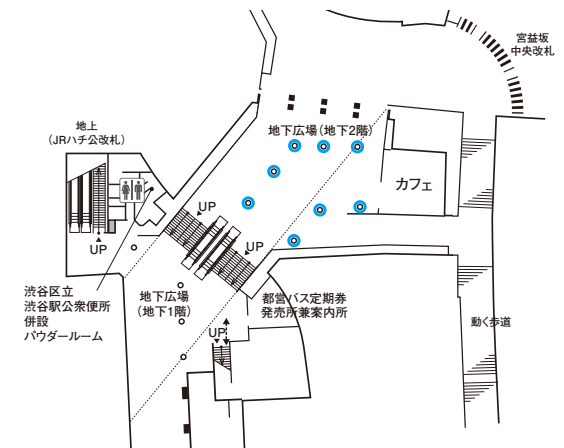 宮益坂
中央改札
地上
(JRハチ公改札)
地下広場(地下2階)
カフェ
UP
UP
UP
渋谷区立
渋谷駅公衆便所
併設
パウダールーム
地下広場
(地下1階)
都営バス定期券
発売所兼案内所
UP
動く歩道